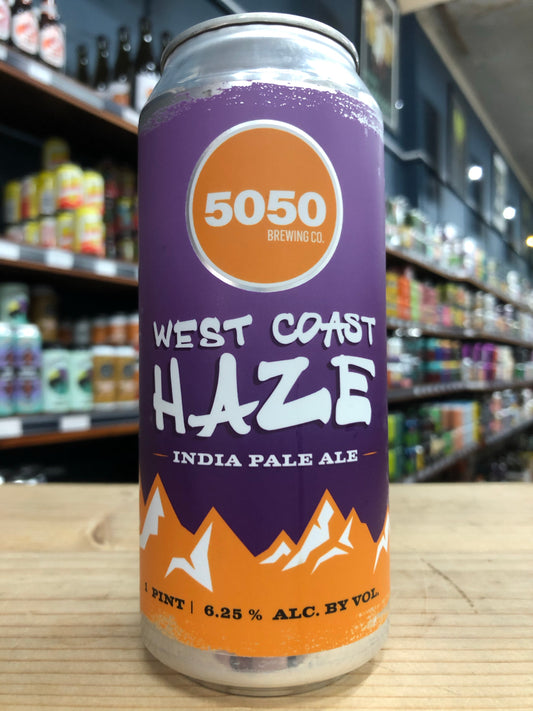 5050
BREWING CO.
WEST COAST
HAZE
INDIA PALE ALE
1 PINT | 6.25 % ALC. BY VOL.